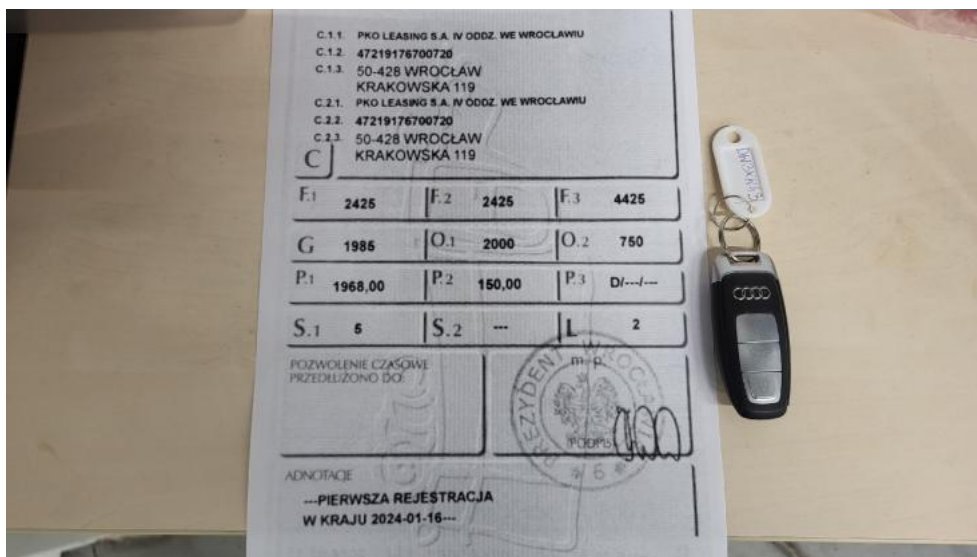 C.1.1. PKO LEASING S.A. IV ODDZ. WE WROCŁAWIU
C.1.2. 47219176700720
C.1.3. 50-428 WROCŁAW
KRAKOWSKA 119
C.2.1. PKO LEASING S.A. IV ODDZ. WE WROCŁAWIU
C.2.2. 47219176700720
C.2.3. 50-428 WROCŁAW
C KRAKOWSKA 119
F.1 2425 F.2 2425 F.3 4425
G 1985 O.1 2000 O.2 750
P.1 1968,00 P.2 150,00 P.3 D/---/---
S.1 5 S.2 --- L 2
POZWOLENIE CZASOWE
PRZEDŁUŻONO DO:
m.p.
PREZYDENT WROCŁAWIA
PODPIS
* 6 *
ADNOTACJE
---PIERWSZA REJESTRACJA
W KRAJU 2024-01-16---